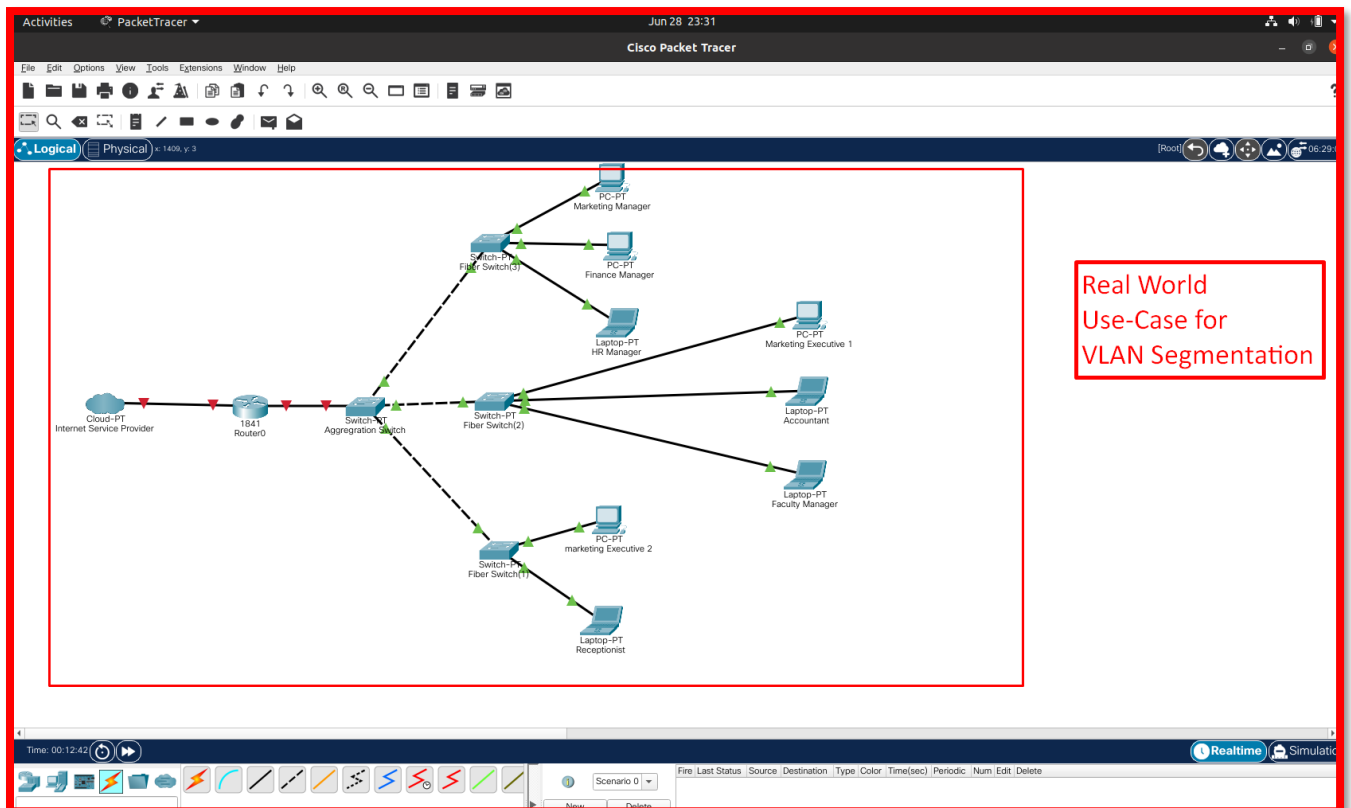 Activities PacketTracer Jun 28 23:31
Cisco Packet Tracer
File Edit Options View Tools Extensions Window Help
Logical Physical x: 1409, y: 3 [Root]
PC-PT
Marketing Manager
Switch-PT
Fiber Switch(3)
PC-PT
Finance Manager
Laptop-PT
HR Manager
PC-PT
Marketing Executive 1
Real World
Use-Case for
VLAN Segmentation
Cloud-PT
Internet Service Provider
1841
Router0
Switch-PT
Aggregration Switch
Switch-PT
Fiber Switch(2)
Laptop-PT
Accountant
Laptop-PT
Faculty Manager
PC-PT
marketing Executive 2
Switch-PT
Fiber Switch(1)
Laptop-PT
Receptionist
Time: 00:12:42 Realtime
Scenario 0 Fire Last Status Source Destination Type Color Time(sec) Periodic Num Edit Delete
New Delete